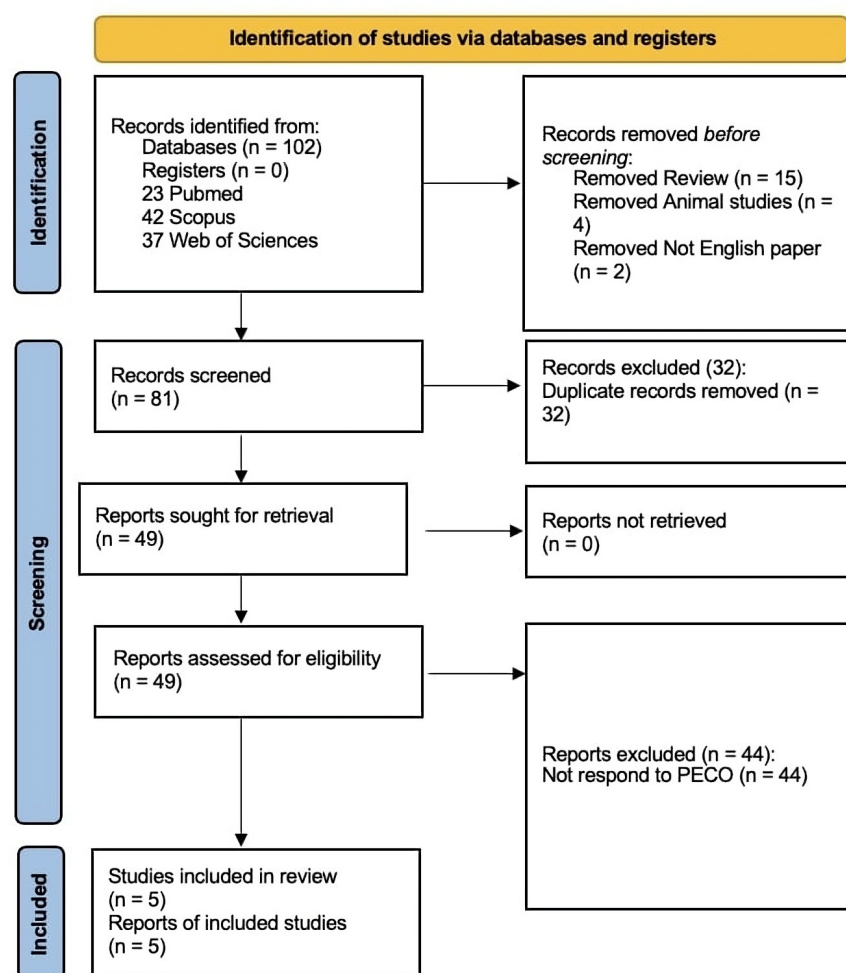 Identification of studies via databases and registers
Identification
Records identified from:
Databases (n = 102)
Registers (n = 0)
23 Pubmed
42 Scopus
37 Web of Sciences
Records removed before
screening:
Removed Review (n = 15)
Removed Animal studies (n =
4)
Removed Not English paper
(n = 2)
Screening
Records screened
(n = 81)
Records excluded (32):
Duplicate records removed (n =
32)
Reports sought for retrieval
(n = 49)
Reports not retrieved
(n = 0)
Reports assessed for eligibility
(n = 49)
Reports excluded (n = 44):
Not respond to PECO (n = 44)
Included
Studies included in review
(n = 5)
Reports of included studies
(n = 5)